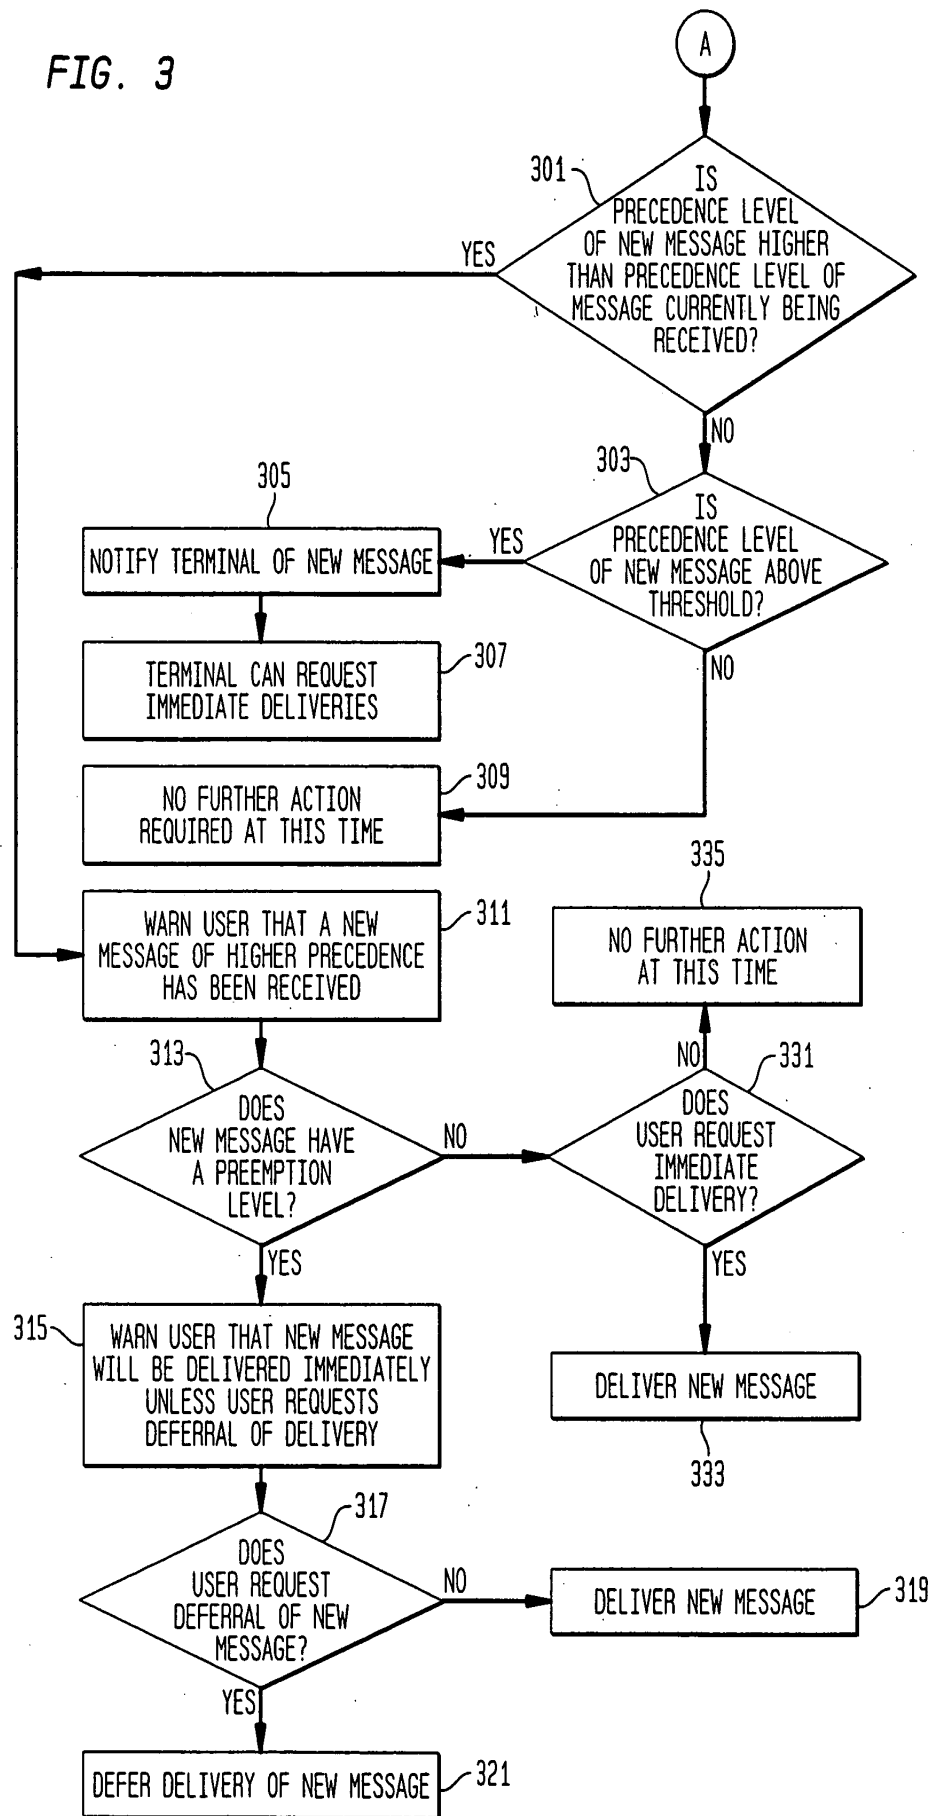 FIG. 3
A
301
IS
PRECEDENCE LEVEL
OF NEW MESSAGE HIGHER
THAN PRECEDENCE LEVEL OF
MESSAGE CURRENTLY BEING
RECEIVED?
YES
NO
303
IS
PRECEDENCE LEVEL
OF NEW MESSAGE ABOVE
THRESHOLD?
YES
NO
305
NOTIFY TERMINAL OF NEW MESSAGE
307
TERMINAL CAN REQUEST
IMMEDIATE DELIVERIES
309
NO FURTHER ACTION
REQUIRED AT THIS TIME
311
WARN USER THAT A NEW
MESSAGE OF HIGHER PRECEDENCE
HAS BEEN RECEIVED
335
NO FURTHER ACTION
AT THIS TIME
313
DOES
NEW MESSAGE HAVE
A PREEMPTION
LEVEL?
NO
YES
NO
331
DOES
USER REQUEST
IMMEDIATE
DELIVERY?
YES
315
WARN USER THAT NEW MESSAGE
WILL BE DELIVERED IMMEDIATELY
UNLESS USER REQUESTS
DEFERRAL OF DELIVERY
DELIVER NEW MESSAGE
333
317
DOES
USER REQUEST
DEFERRAL OF NEW
MESSAGE?
NO
YES
DELIVER NEW MESSAGE
319
DEFER DELIVERY OF NEW MESSAGE
321